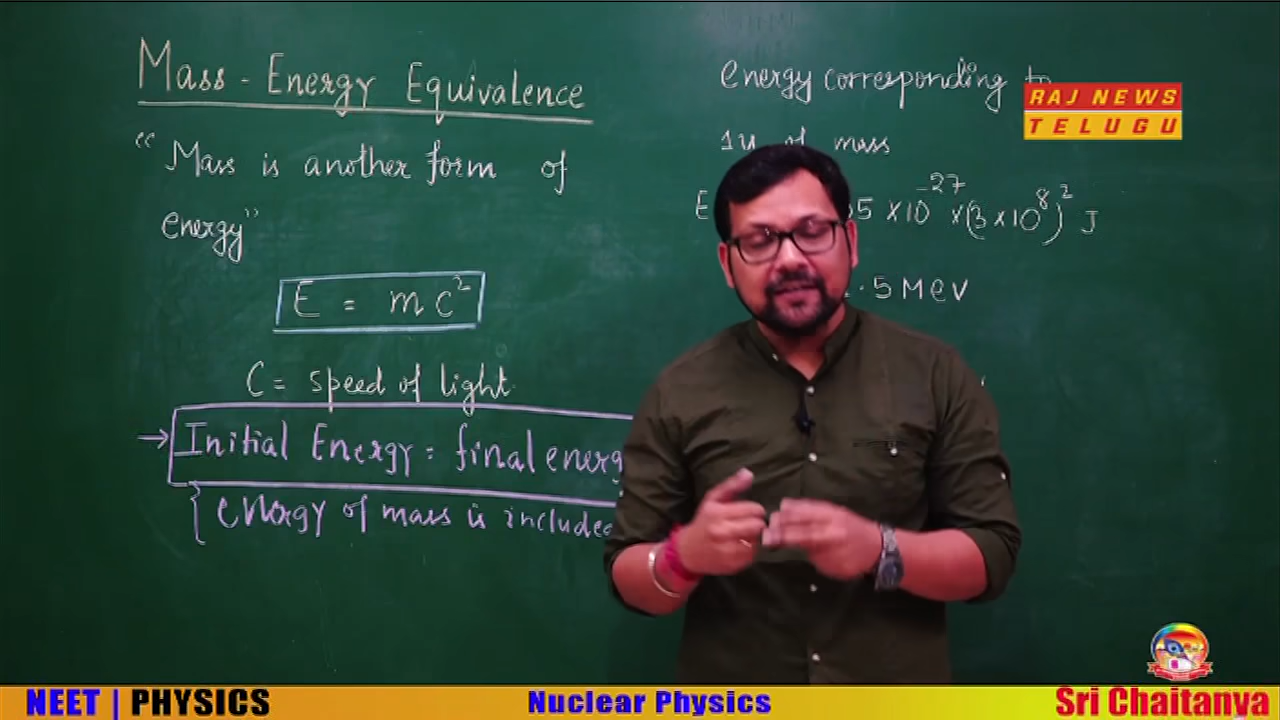 Mass - Energy Equivalence
"Mass is another form of
energy"
E = mc²
C = speed of light
→ Initial Energy = final energ
{ energy of mass is include
energy corresponding to
1u of mass
E 5 ×10⁻²⁷ ×(3×10⁸)² J
.5 MeV
RAJ NEWS
TELUGU
NEET | PHYSICS
Nuclear Physics
Sri Chaitanya